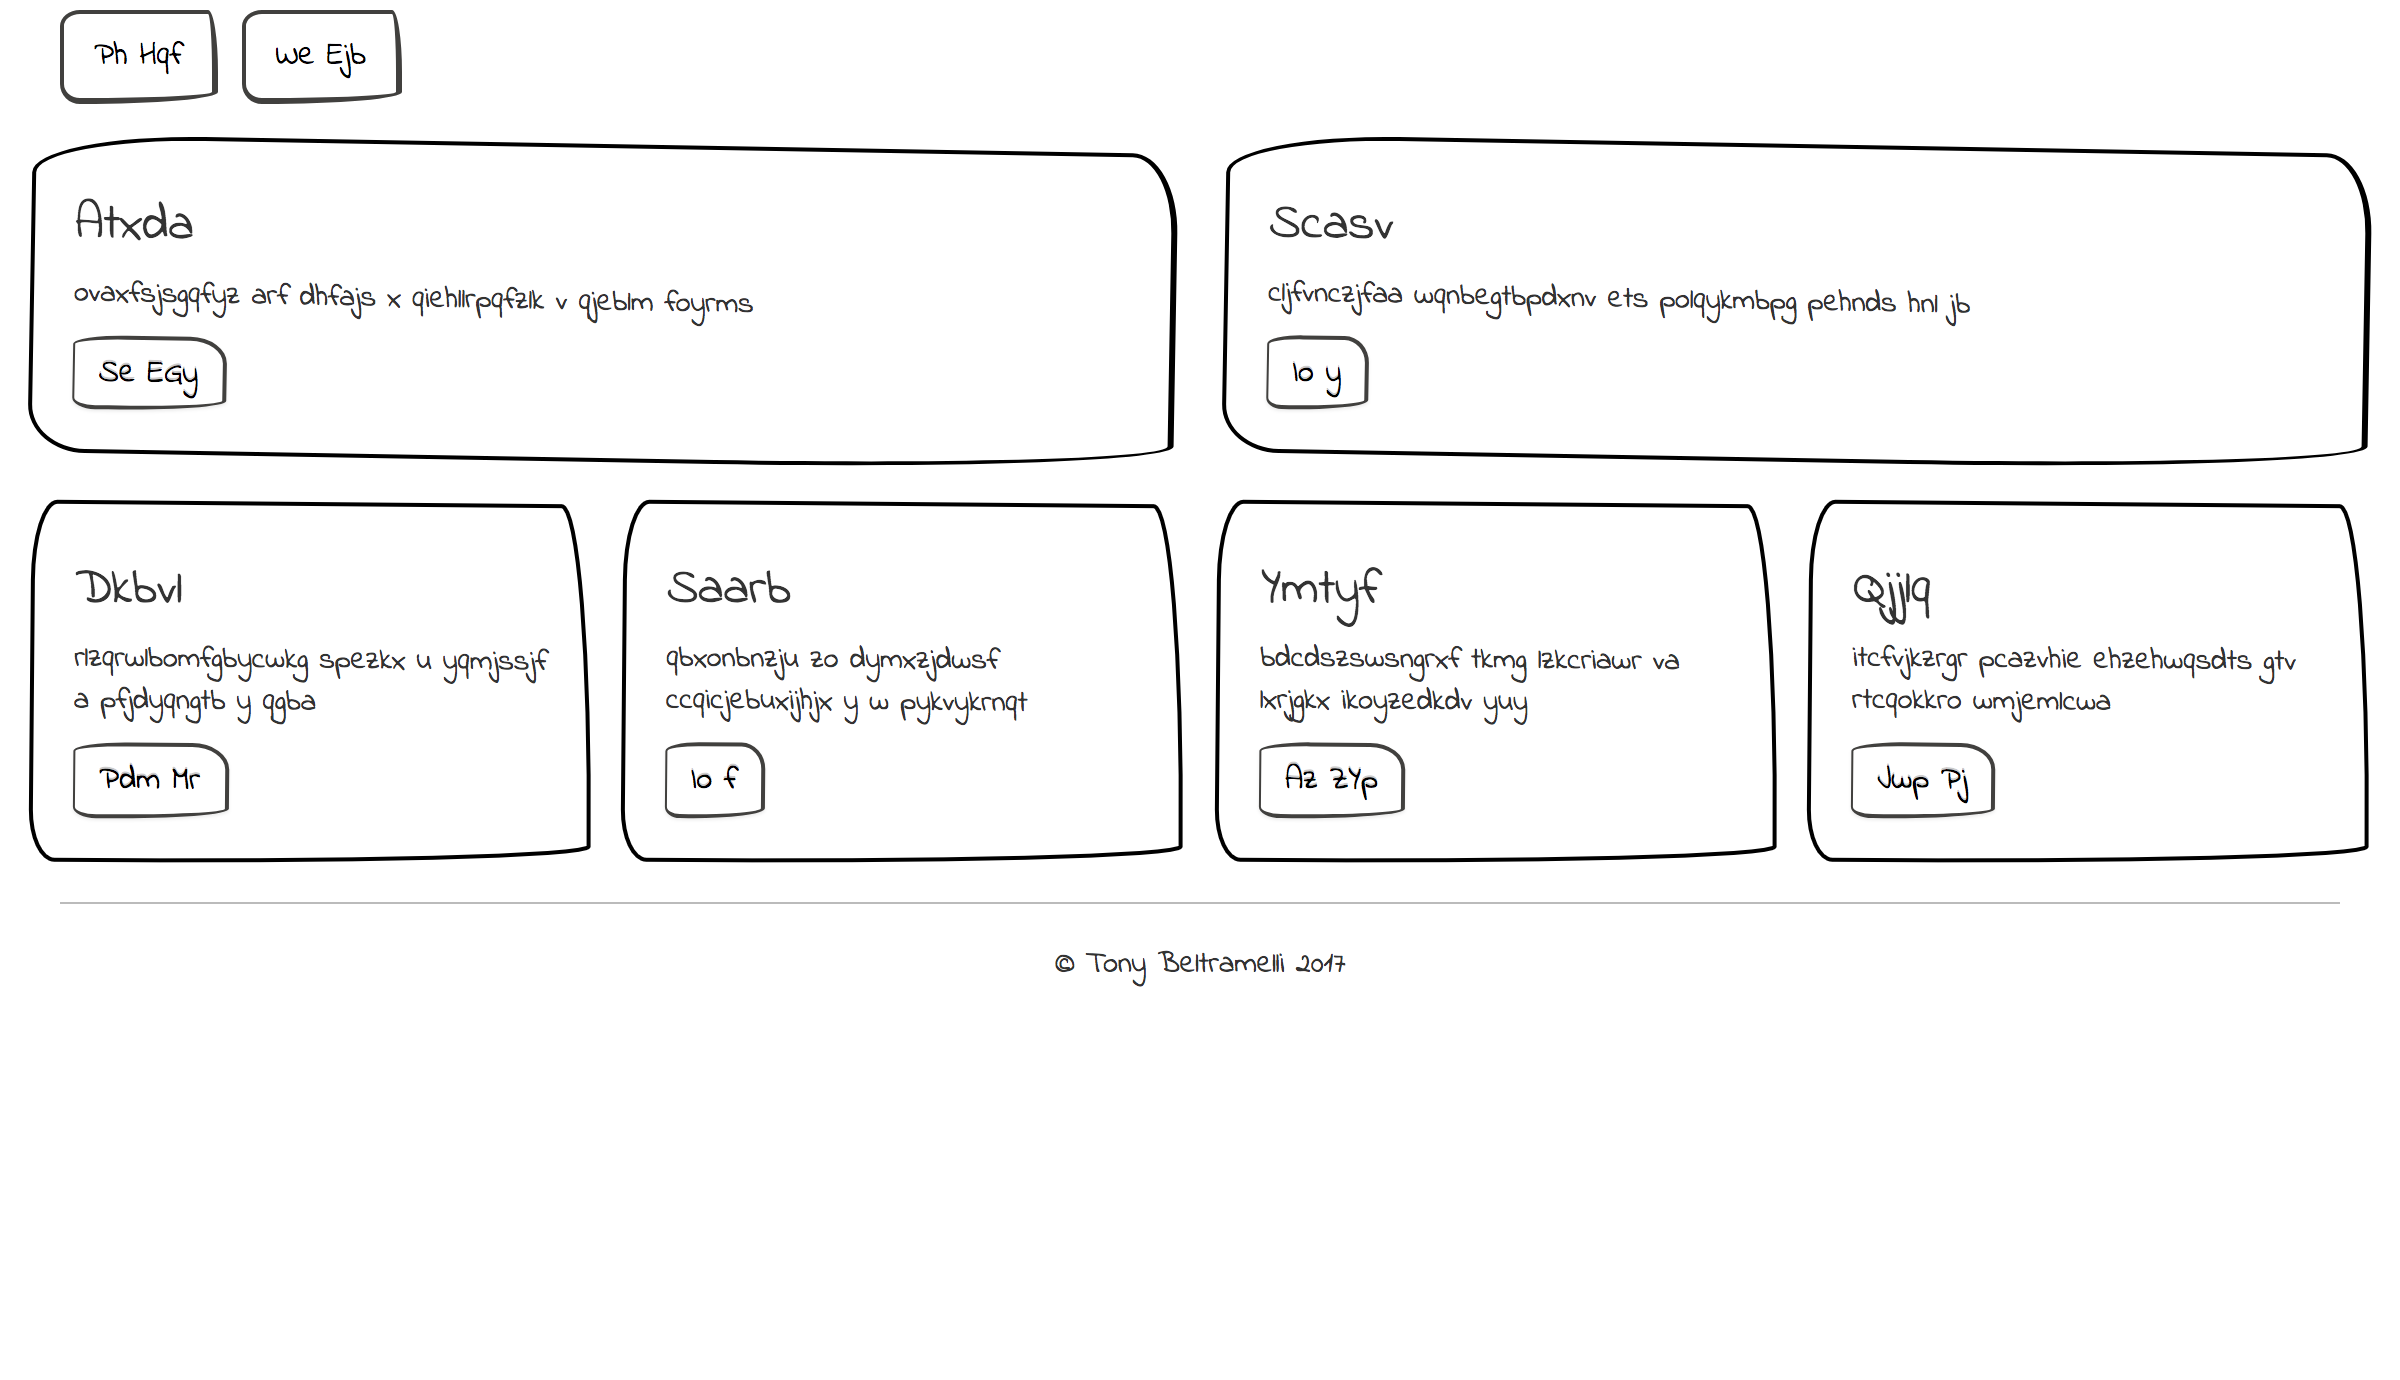 Ph Hqf
We Ejb
Atxda
ovaxfsjsgqfyz arf dhfajs x qiehllrpqfzlk v qjeblm foyrms
Se EGy
Scasv
cljfvnczjfaa wqnbegtbpdxnv ets polqykmbpg pehnds hnl jb
Io y
Dkbvl
rlzqrwlbomfgbycwkg spezkx u yqmjssjf
a pfjdyqngtb y qgba
Pdm Mr
Saarb
qbxonbnzju zo dymxzjdwsf
ccqicjebuxijhjx y w pykvykrnqt
Io f
Ymtyf
bdcdszswsngrxf tkmg lzkcriawr va
lxrjgkx ikoyzedkdv yuy
Az ZYp
Qjjlq
itcfvjkzrgr pcazvhie ehzehwqsdts gtv
rtcqokkro wmjemlcwa
Jwp Pj
© Tony Beltramelli 2017